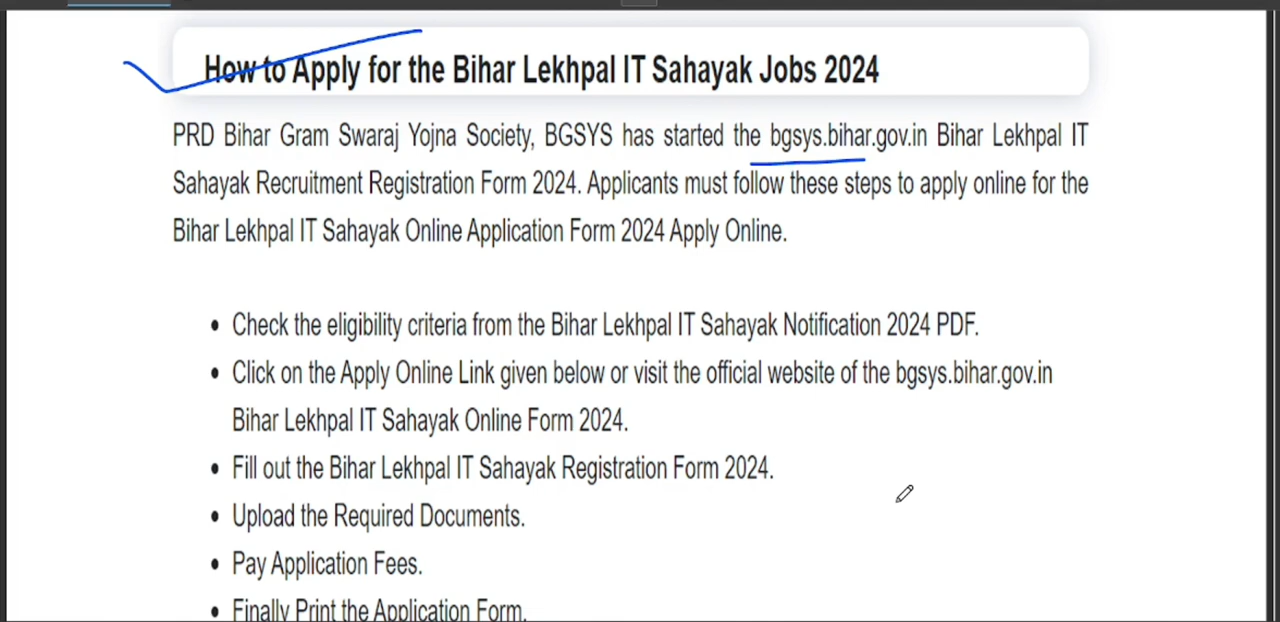 How to Apply for the Bihar Lekhpal IT Sahayak Jobs 2024
PRD Bihar Gram Swaraj Yojna Society, BGSYS has started the bgsys.bihar.gov.in Bihar Lekhpal IT
Sahayak Recruitment Registration Form 2024. Applicants must follow these steps to apply online for the
Bihar Lekhpal IT Sahayak Online Application Form 2024 Apply Online.
• Check the eligibility criteria from the Bihar Lekhpal IT Sahayak Notification 2024 PDF.
• Click on the Apply Online Link given below or visit the official website of the bgsys.bihar.gov.in
Bihar Lekhpal IT Sahayak Online Form 2024.
• Fill out the Bihar Lekhpal IT Sahayak Registration Form 2024.
• Upload the Required Documents.
• Pay Application Fees.
• Finally Print the Application Form.